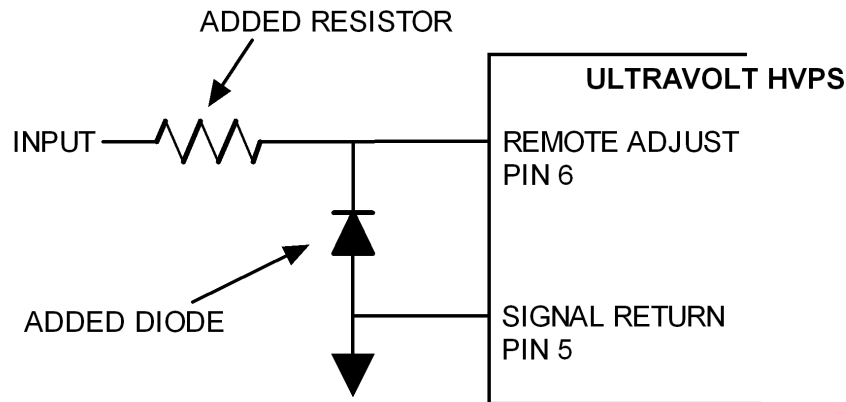 ADDED RESISTOR
ULTRAVOLT HVPS
INPUT
REMOTE ADJUST
PIN 6
ADDED DIODE
SIGNAL RETURN
PIN 5